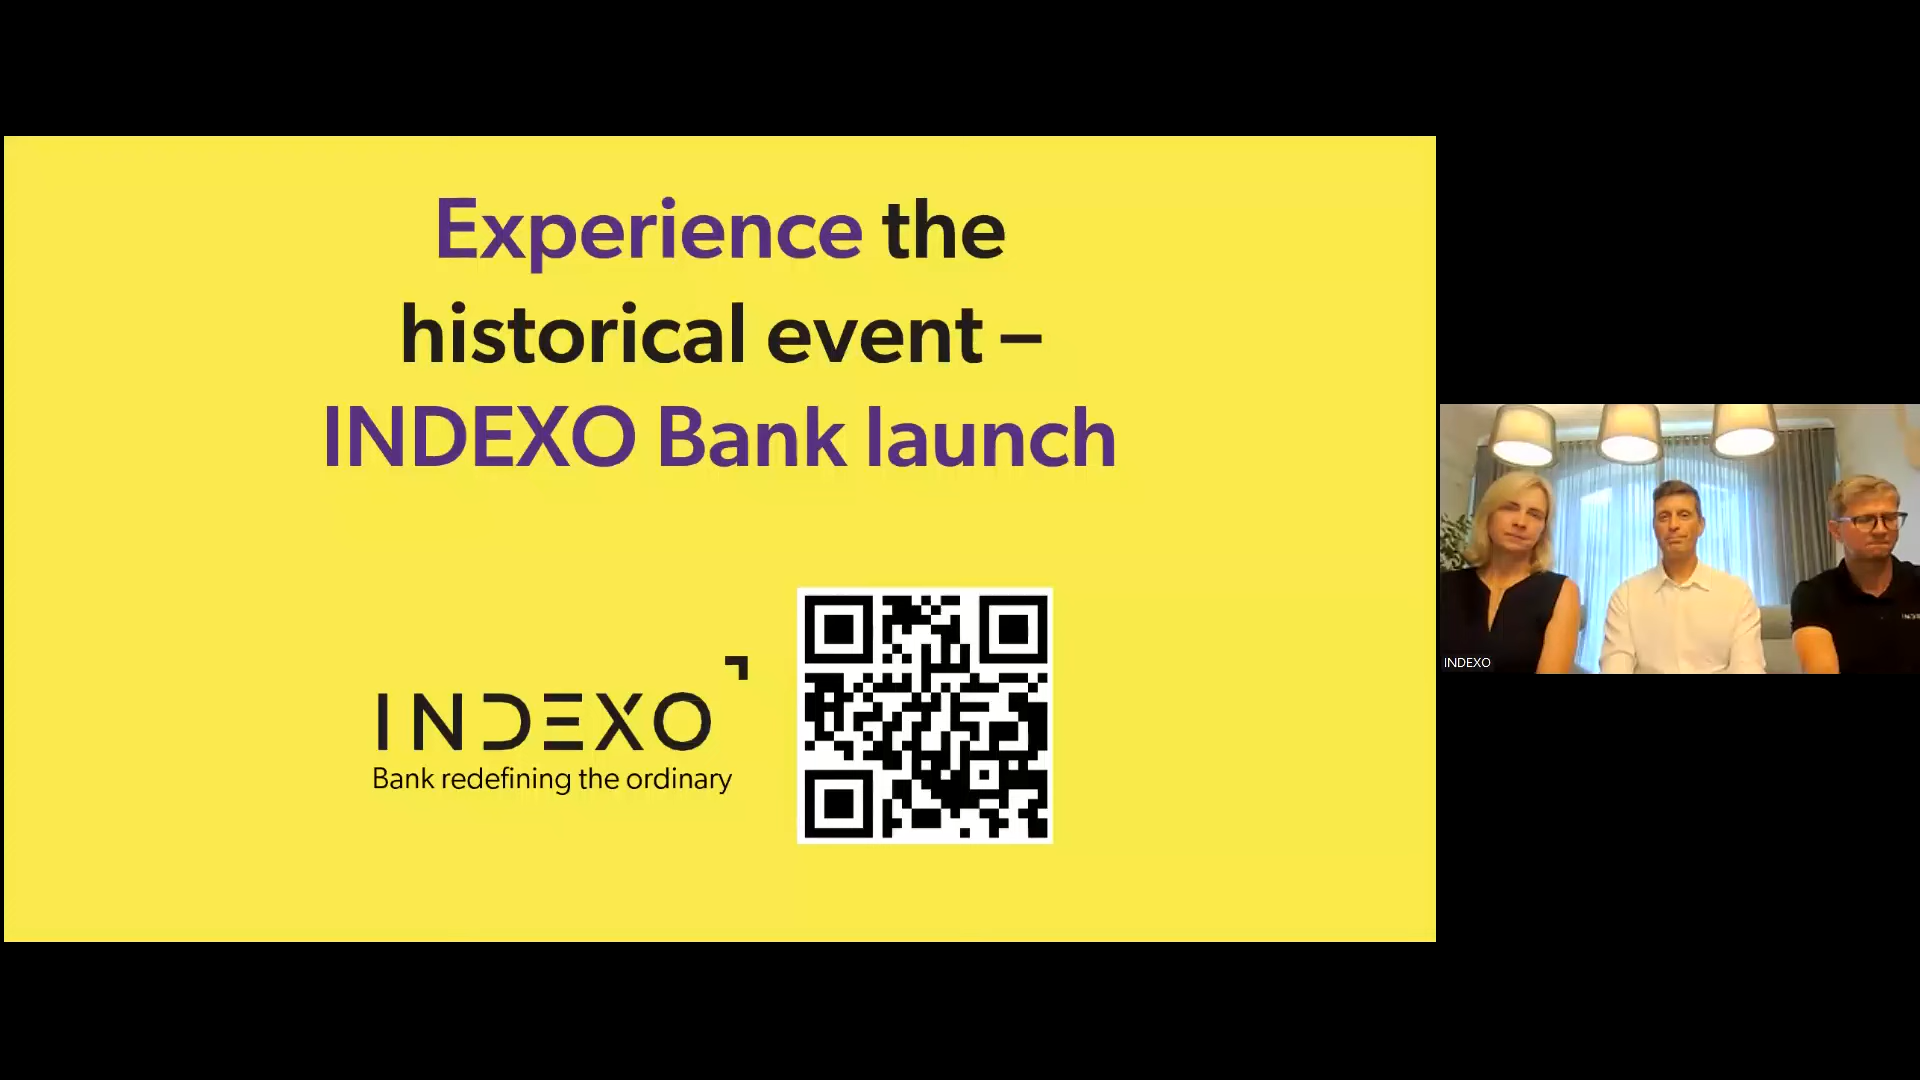 Experience the
historical event –
INDEXO Bank launch
INDEXO
Bank redefining the ordinary
INDEXO